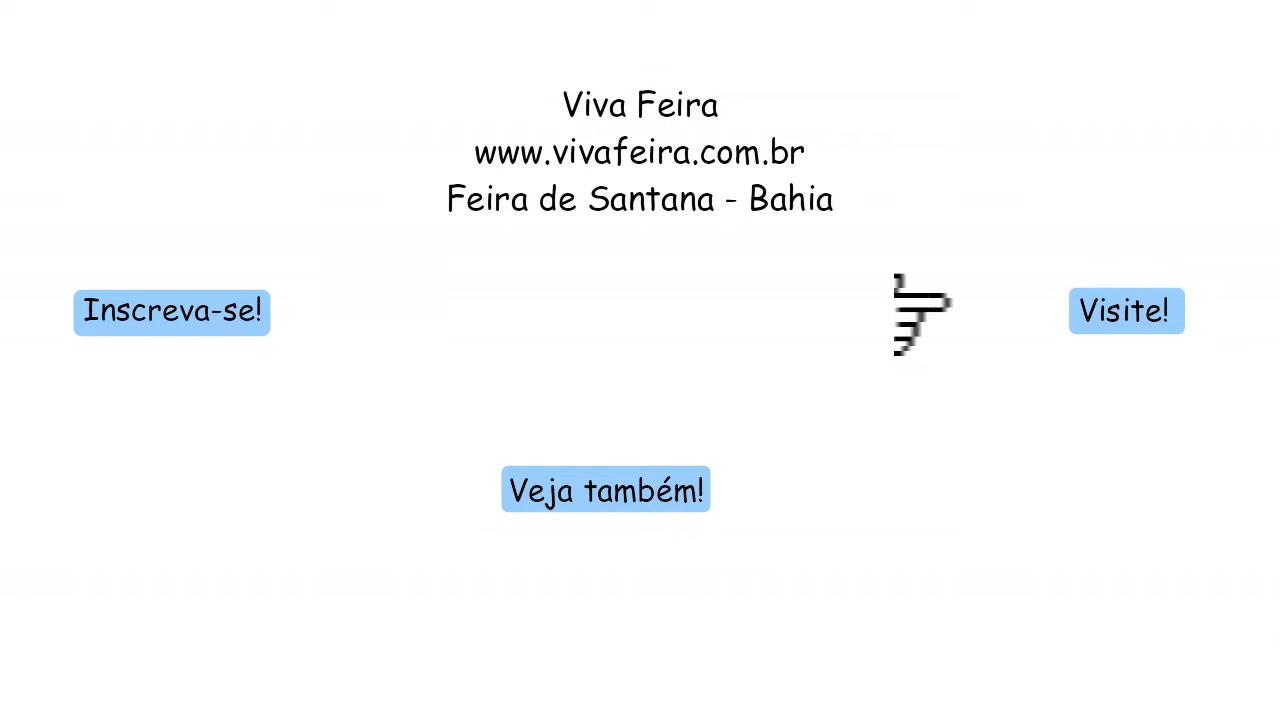 Viva Feira
www.vivafeira.com.br
Feira de Santana - Bahia
Inscreva-se!
Visite!
Veja também!